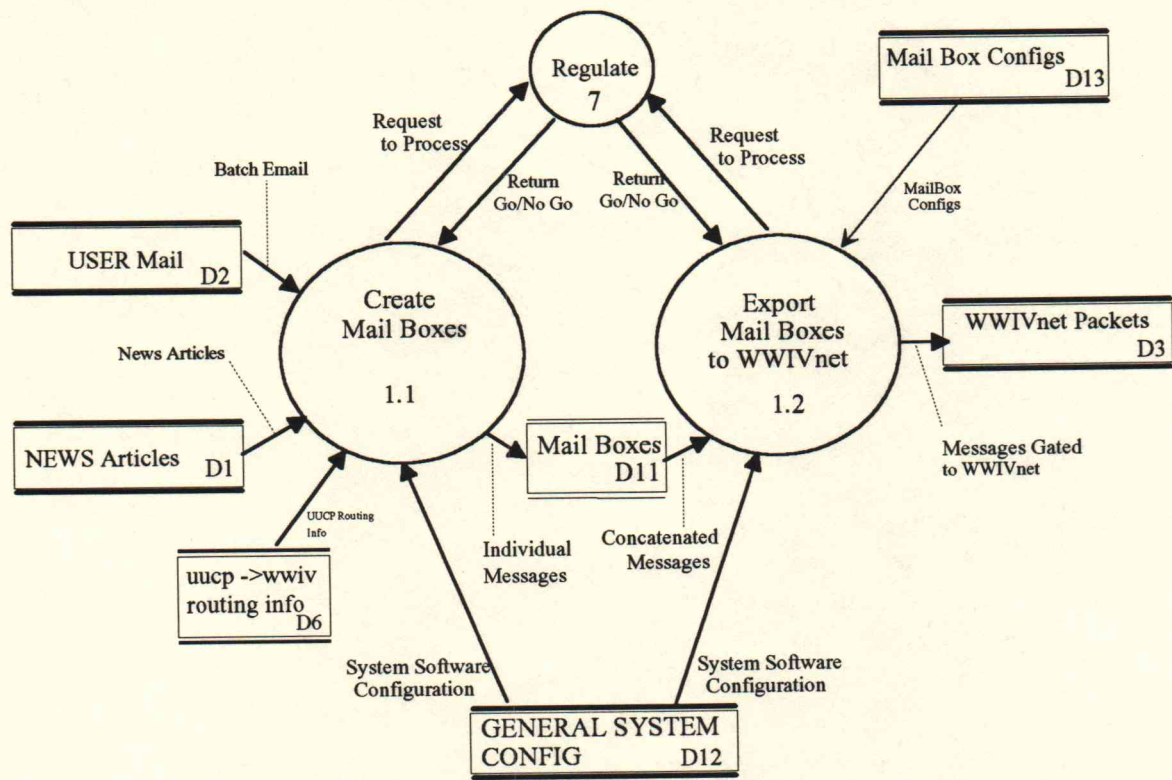 Regulate
7
Mail Box Configs
D13
Request
to Process
Request
to Process
Batch Email
Return
Go/No Go
Return
Go/No Go
MailBox
Configs
USER Mail
D2
Create
Mail Boxes
1.1
Export
Mail Boxes
to WWIVnet
1.2
WWIVnet Packets
D3
News Articles
NEWS Articles
D1
Mail Boxes
D11
Messages Gated
to WWIVnet
UUCP Routing
Info
Individual
Messages
Concatenated
Messages
uucp ->wwiv
routing info
D6
System Software
Configuration
System Software
Configuration
GENERAL SYSTEM
CONFIG
D12